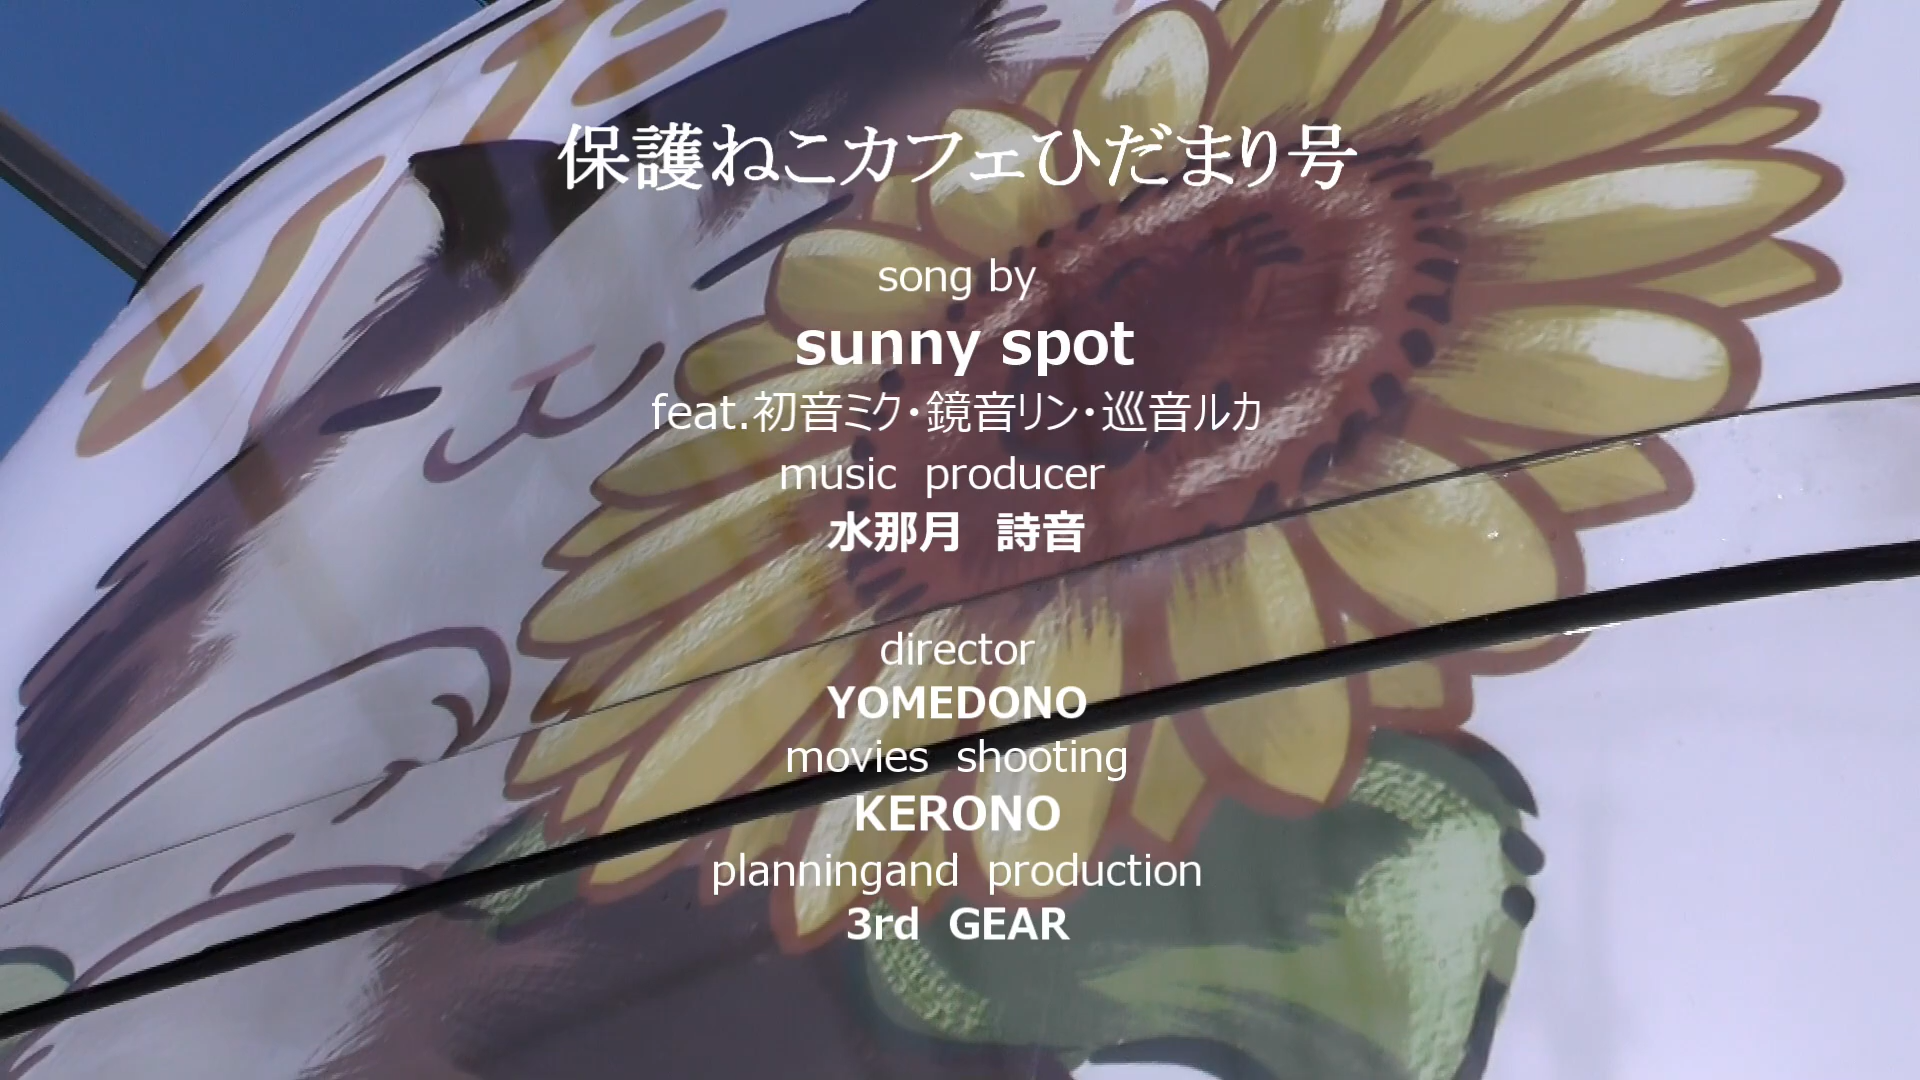 保護ねこカフェひだまり号
song by
sunny spot
feat.初音ミク・鏡音リン・巡音ルカ
music producer
水那月 詩音
director
YOMEDONO
movies shooting
KERONO
planningand production
3rd GEAR